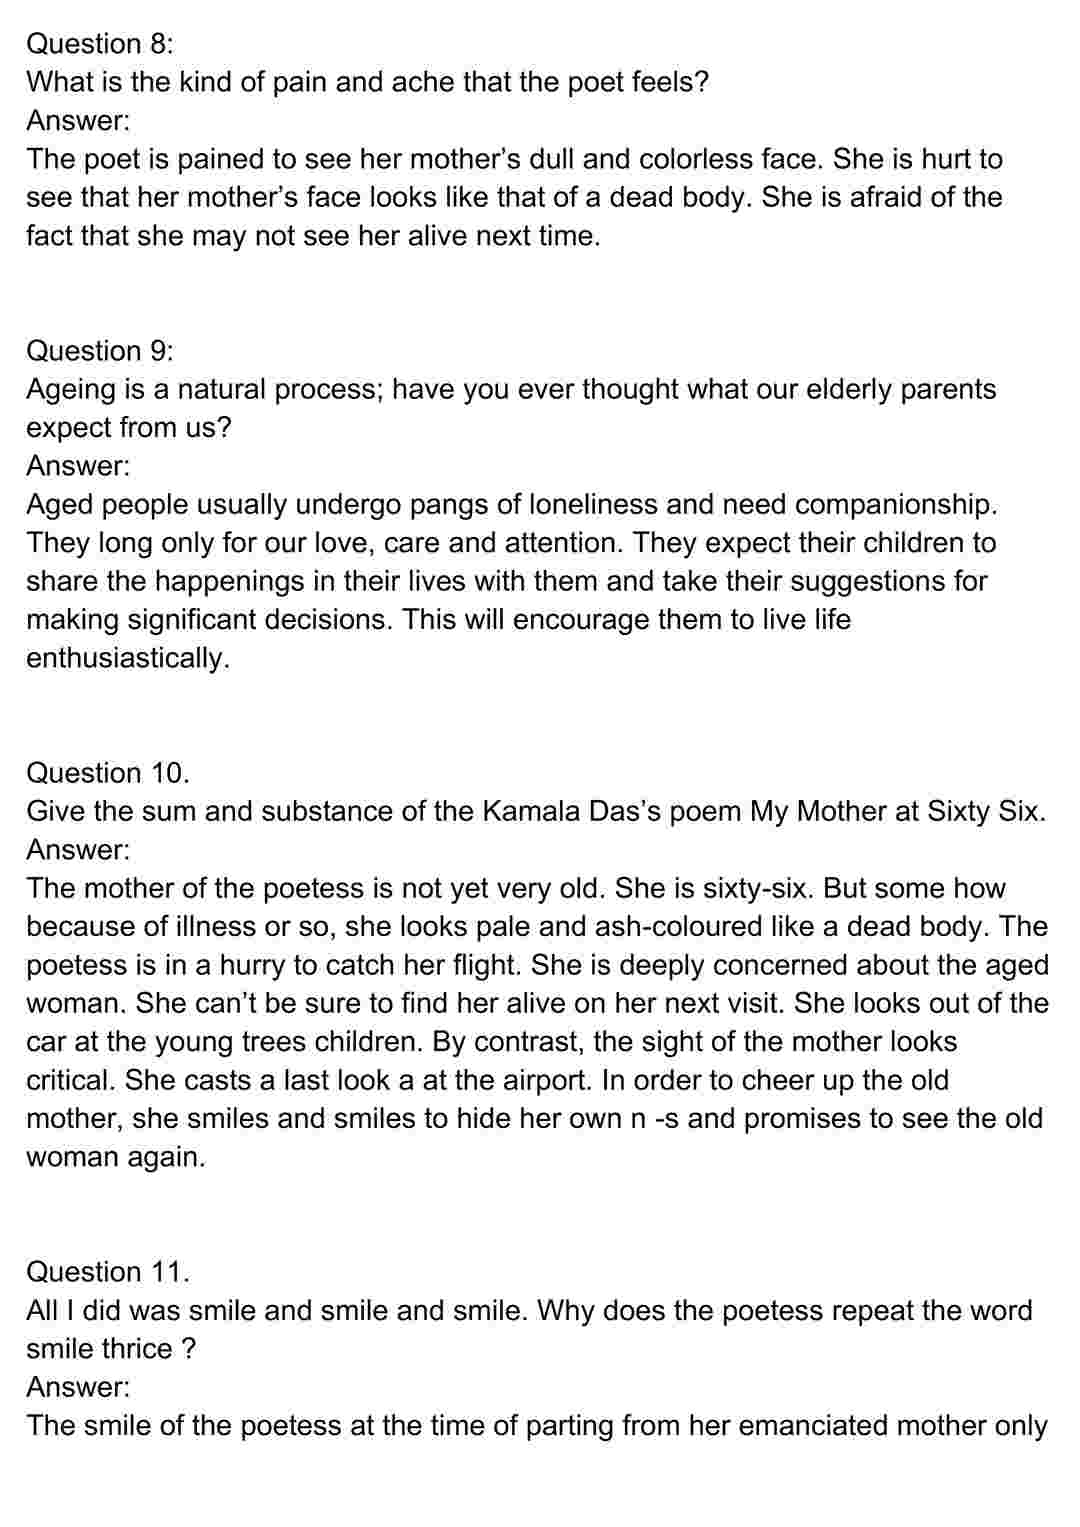 Question 8:
What is the kind of pain and ache that the poet feels?
Answer:
The poet is pained to see her mother’s dull and colorless face. She is hurt to
see that her mother’s face looks like that of a dead body. She is afraid of the
fact that she may not see her alive next time.
Question 9:
Ageing is a natural process; have you ever thought what our elderly parents
expect from us?
Answer:
Aged people usually undergo pangs of loneliness and need companionship.
They long only for our love, care and attention. They expect their children to
share the happenings in their lives with them and take their suggestions for
making significant decisions. This will encourage them to live life
enthusiastically.
Question 10.
Give the sum and substance of the Kamala Das’s poem My Mother at Sixty Six.
Answer:
The mother of the poetess is not yet very old. She is sixty-six. But some how
because of illness or so, she looks pale and ash-coloured like a dead body. The
poetess is in a hurry to catch her flight. She is deeply concerned about the aged
woman. She can’t be sure to find her alive on her next visit. She looks out of the
car at the young trees children. By contrast, the sight of the mother looks
critical. She casts a last look a at the airport. In order to cheer up the old
mother, she smiles and smiles to hide her own n -s and promises to see the old
woman again.
Question 11.
All I did was smile and smile and smile. Why does the poetess repeat the word
smile thrice ?
Answer:
The smile of the poetess at the time of parting from her emanciated mother only